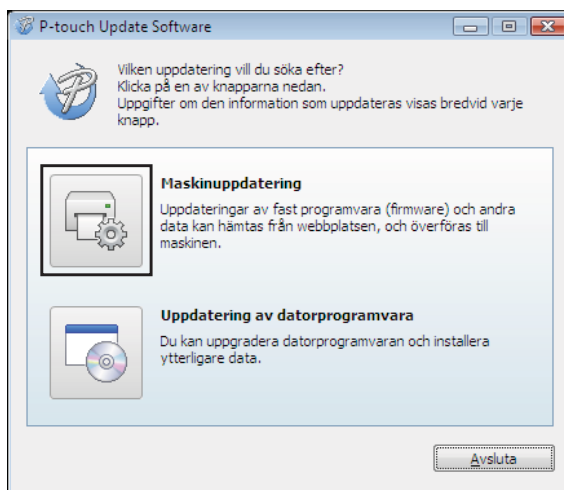 P-touch Update Software
Vilken uppdatering vill du söka efter?
Klicka på en av knapparna nedan.
Uppgifter om den information som uppdateras visas bredvid varje
knapp.
Maskinuppdatering
Uppdateringar av fast programvara (firmware) och andra
data kan hämtas från webbplatsen, och överföras till
maskinen.
Uppdatering av datorprogramvara
Du kan uppgradera datorprogramvaran och installera
ytterligare data.
Avsluta